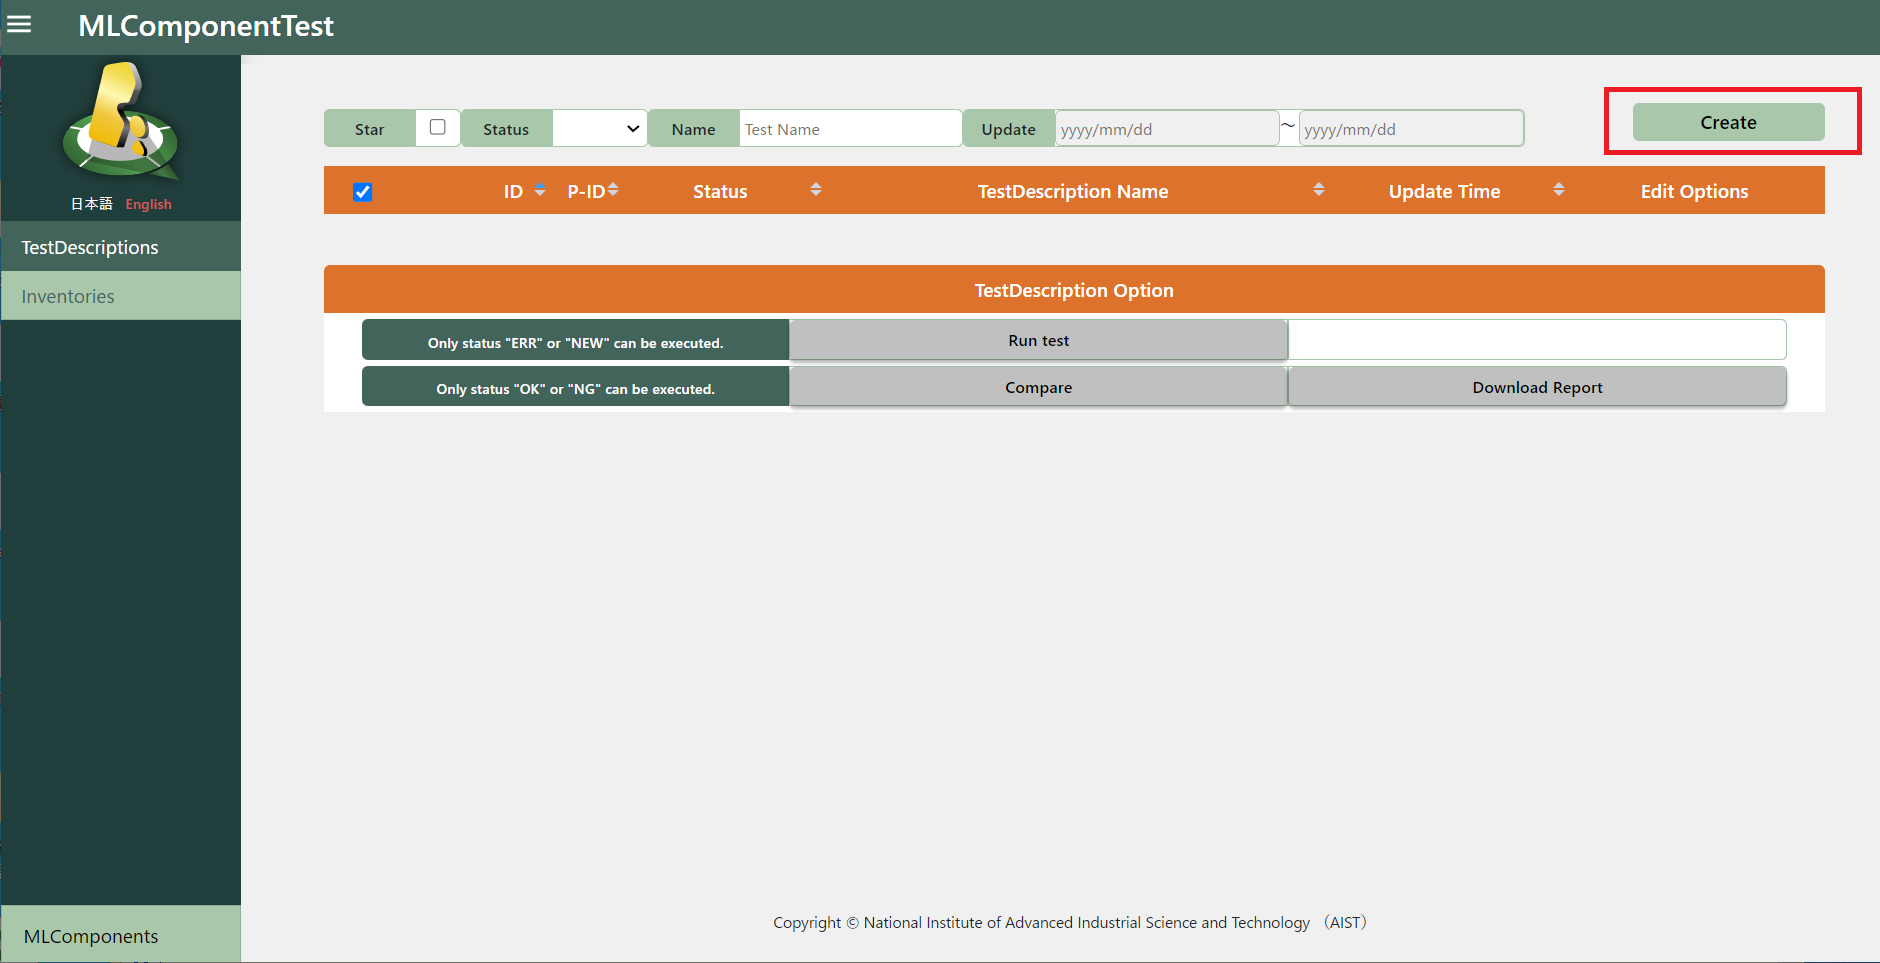 MLComponentTest
日本語 English
TestDescriptions
Inventories
MLComponents
Star Status Name Test Name Update yyyy/mm/dd ~ yyyy/mm/dd
Create
ID P-ID Status TestDescription Name Update Time Edit Options
TestDescription Option
Only status "ERR" or "NEW" can be executed. Run test
Only status "OK" or "NG" can be executed. Compare Download Report
Copyright © National Institute of Advanced Industrial Science and Technology （AIST）